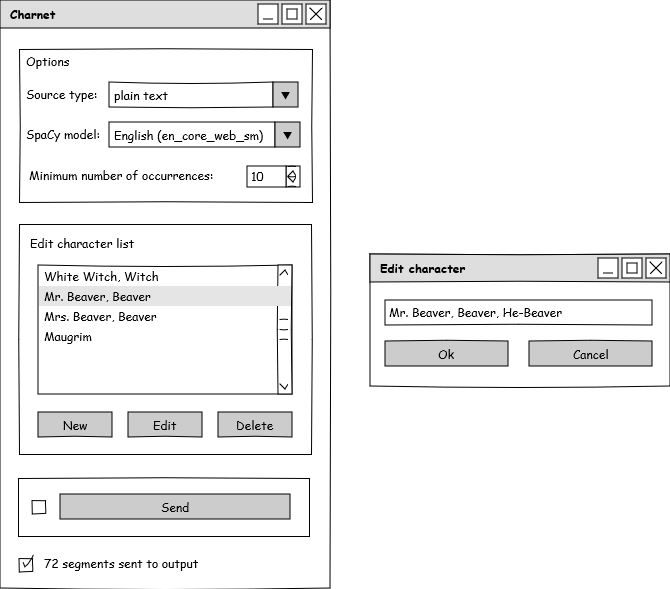 Charnet
Options
Source type: plain text
SpaCy model: English (en_core_web_sm)
Minimum number of occurrences: 10
Edit character list
White Witch, Witch
Mr. Beaver, Beaver
Mrs. Beaver, Beaver
Maugrim
New Edit Delete
Send
72 segments sent to output
Edit character
Mr. Beaver, Beaver, He-Beaver
Ok Cancel